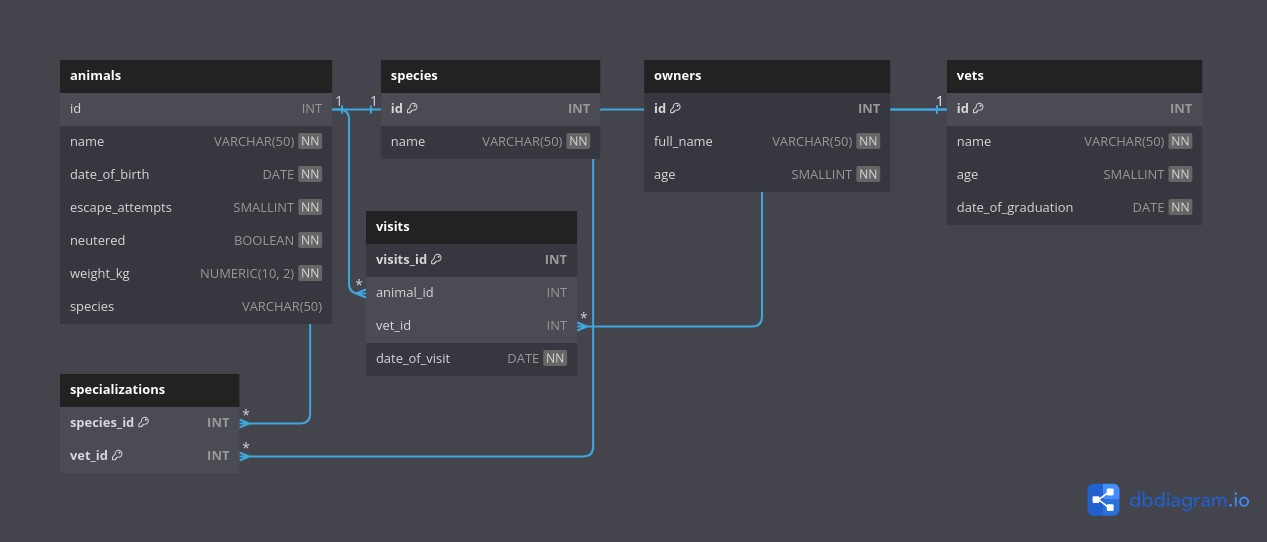 animals
id INT
name VARCHAR(50) NN
date_of_birth DATE NN
escape_attempts SMALLINT NN
neutered BOOLEAN NN
weight_kg NUMERIC(10, 2) NN
species VARCHAR(50)
1
1
species
id INT
name VARCHAR(50) NN
owners
id INT
full_name VARCHAR(50) NN
age SMALLINT NN
1
vets
id INT
name VARCHAR(50) NN
age SMALLINT NN
date_of_graduation DATE NN
visits
visits_id INT
* animal_id INT
vet_id INT *
date_of_visit DATE NN
specializations
species_id INT *
vet_id INT *
dbdiagram.io